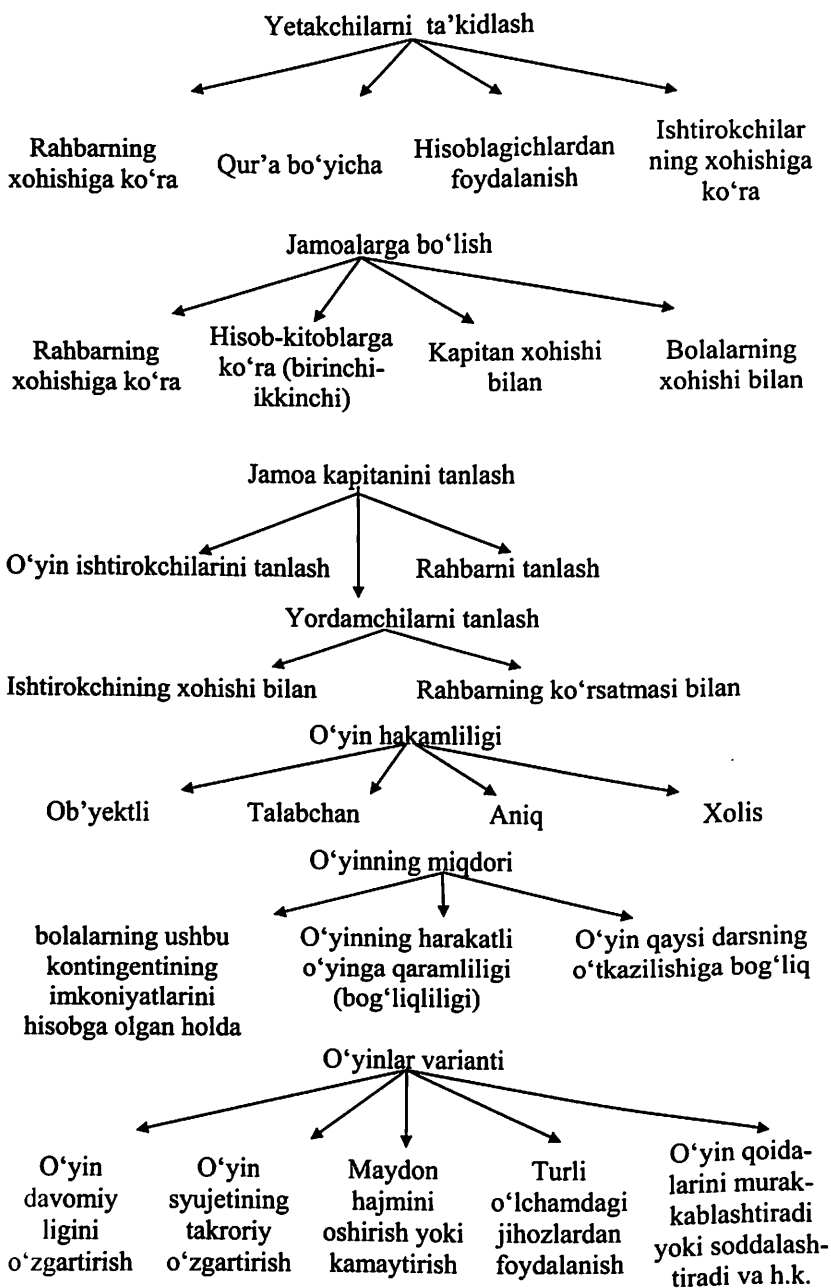 Yetakchilarni ta’kidlash
Rahbarning
xohishiga ko‘ra
Qur’a bo‘yicha
Hisoblagichlardan
foydalanish
Ishtirokchilar
ning xohishiga
ko‘ra
Jamoalarga bo‘lish
Rahbarning
xohishiga ko‘ra
Hisob-kitoblarga
ko‘ra (birinchi-
ikkinchi)
Kapitan xohishi
bilan
Bolalarning
xohishi bilan
Jamoa kapitanini tanlash
O‘yin ishtirokchilarini tanlash
Rahbarni tanlash
Yordamchilarni tanlash
Ishtirokchining xohishi bilan
Rahbarning ko‘rsatmasi bilan
O‘yin hakamliligi
Ob’yektli
Talabchan
Aniq
Xolis
O‘yinning miqdori
bolalarning ushbu
kontingentining
imkoniyatlarini
hisobga olgan holda
O‘yinning harakatli
o‘yinga qaramliligi
(bog‘liqliligi)
O‘yin qaysi darsning
o‘tkazilishiga bog‘liq
O‘yinlar varianti
O‘yin
davomiy
ligini
o‘zgartirish
O‘yin
syujetining
takroriy
o‘zgartirish
Maydon
hajmini
oshirish yoki
kamaytirish
Turli
o‘lchamdagi
jihozlardan
foydalanish
O‘yin qoida-
larini murak-
kablashtiradi
yoki soddalash-
tiradi va h.k.